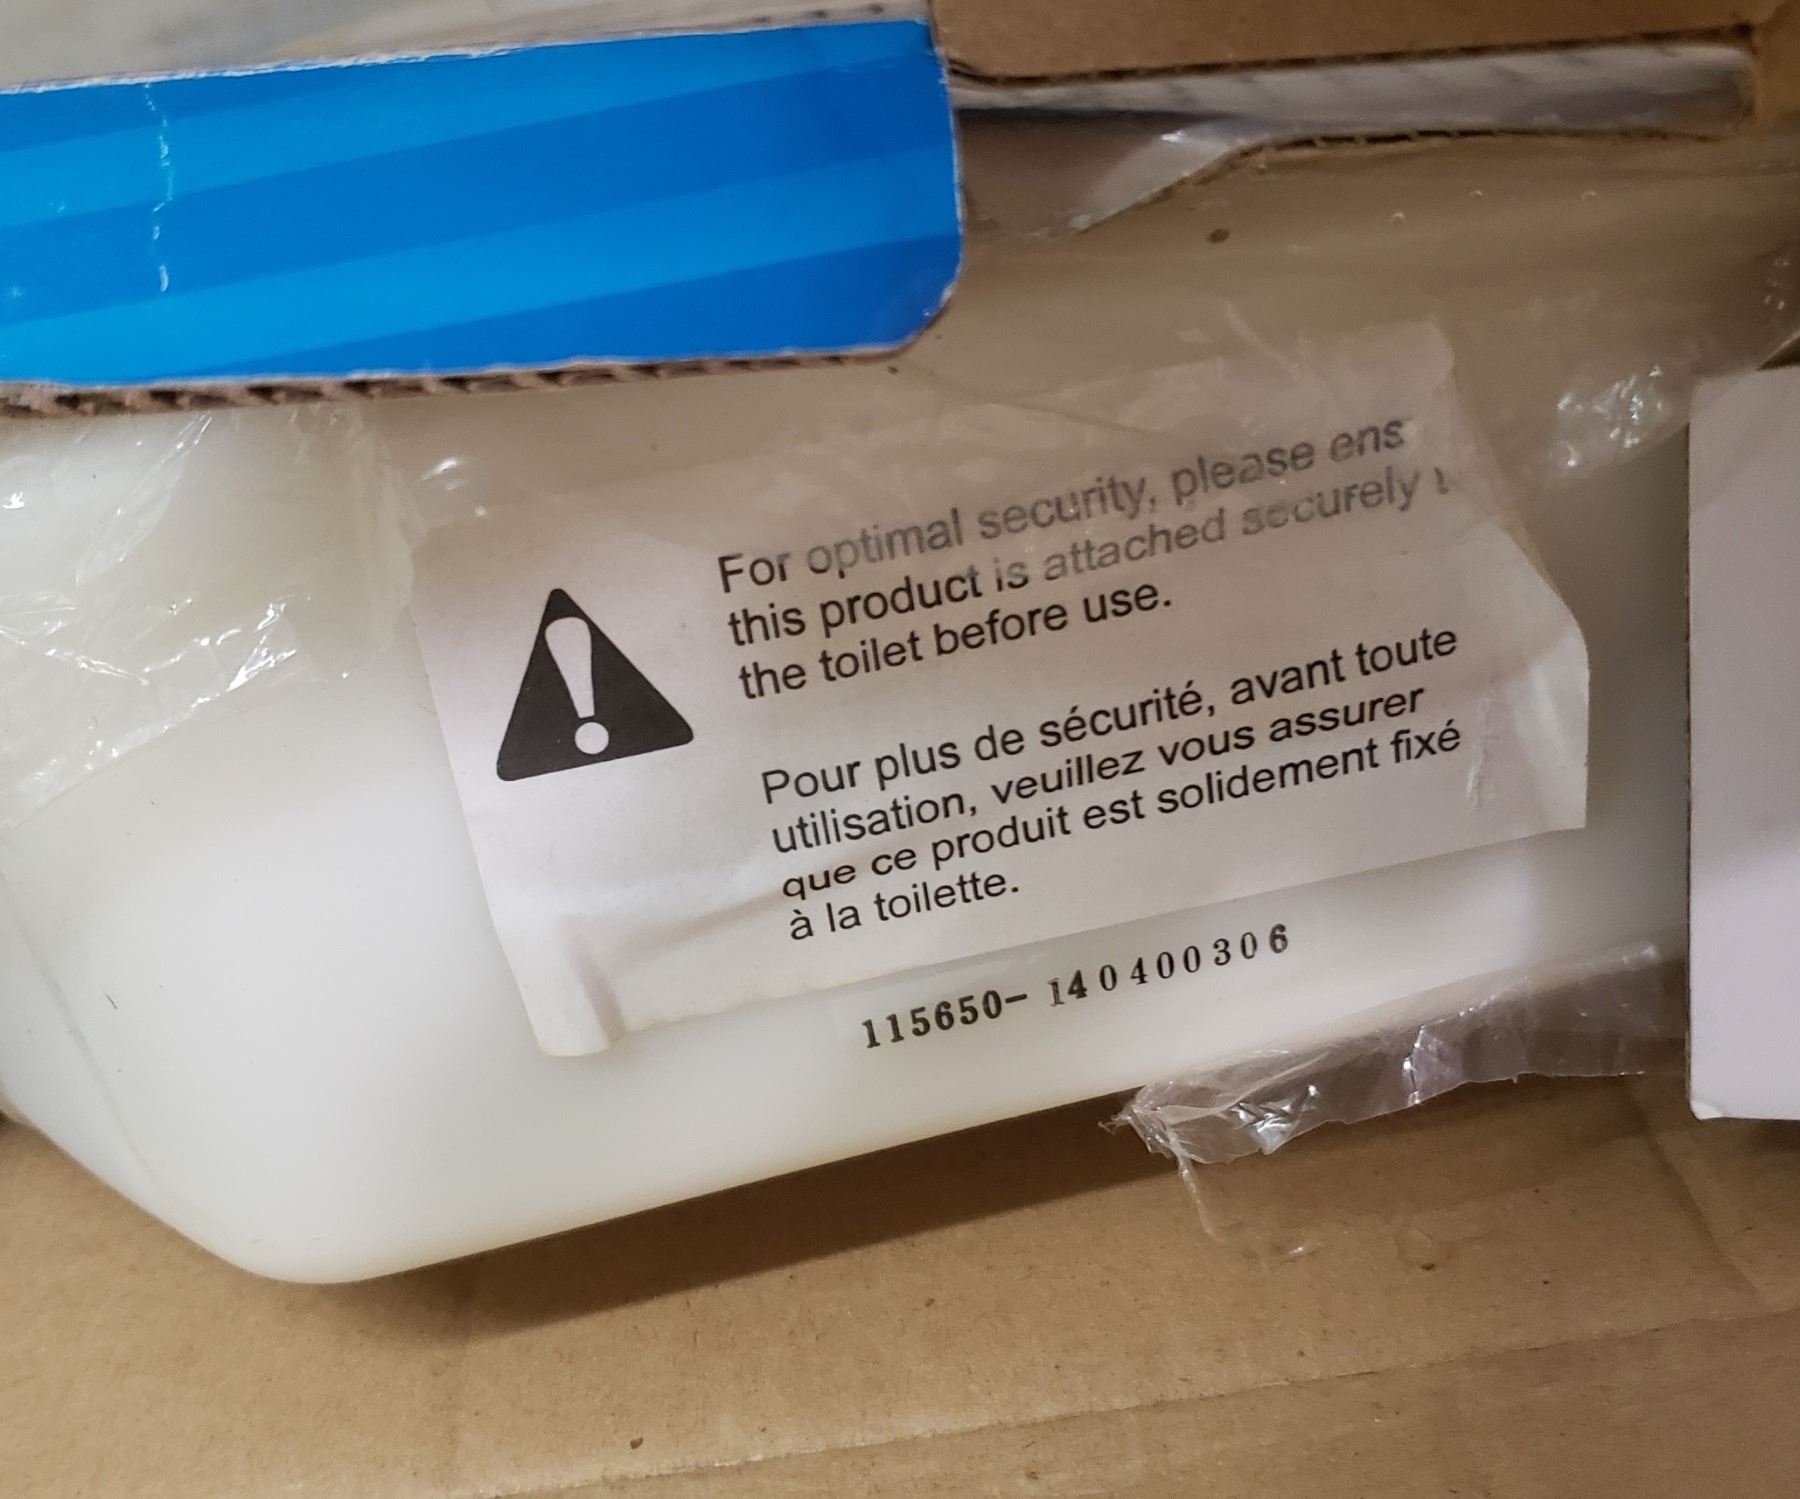 For optimal security, please ens
this product is attached securely
the toilet before use.
Pour plus de sécurité, avant toute
utilisation, veuillez vous assurer
que ce produit est solidement fixé
à la toilette.
115650- 140400306